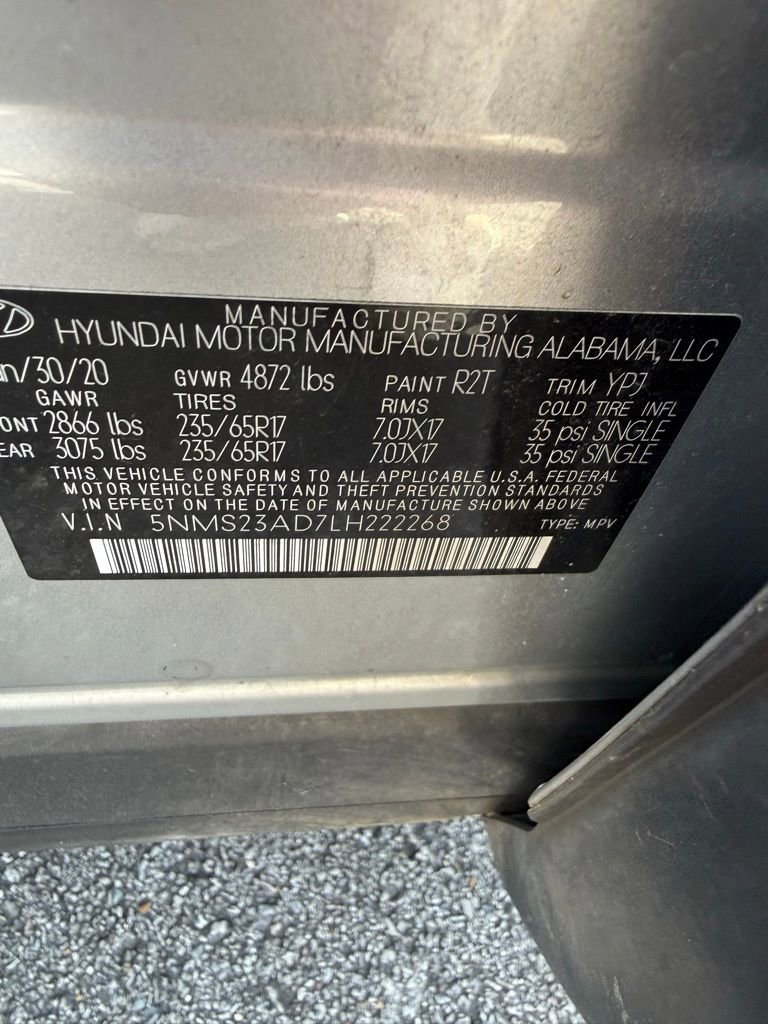 MANUFACTURED BY
HYUNDAI MOTOR MANUFACTURING ALABAMA, LLC
/30/20 GVWR 4872 lbs PAINT R2T TRIM YPJ
GAWR TIRES RIMS COLD TIRE INFL
2866 lbs 235/65R17 7.0JX17 35 psi SINGLE
3075 lbs 235/65R17 7.0JX17 35 psi SINGLE
THIS VEHICLE CONFORMS TO ALL APPLICABLE U.S.A. FEDERAL
MOTOR VEHICLE SAFETY AND THEFT PREVENTION STANDARDS
IN EFFECT ON THE DATE OF MANUFACTURE SHOWN ABOVE
V.I.N 5NMS23AD7LH222268 TYPE: MPV